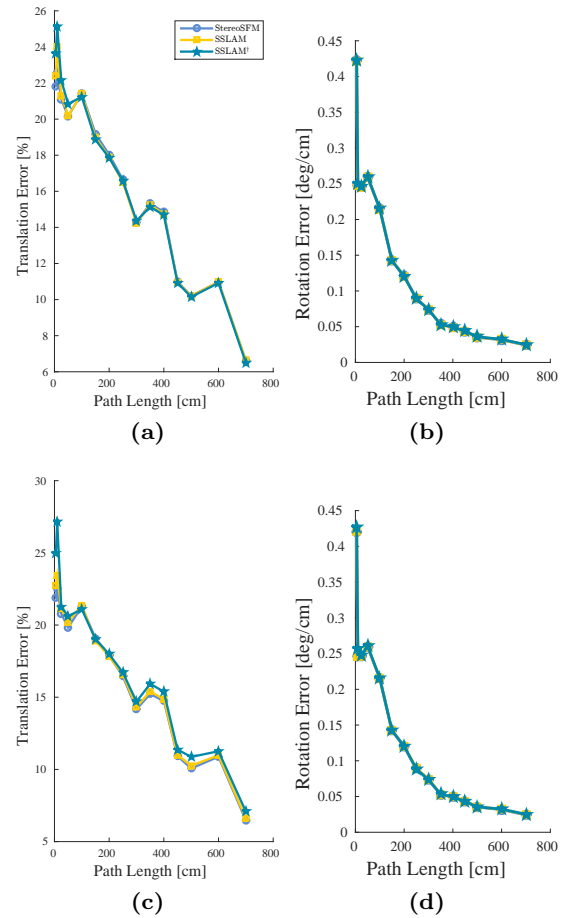 26
24
22
20
18
16
14
12
10
8
6
Translation Error [%]
StereoSFM
SSLAM
SSLAM†
0 200 400 600 800
Path Length [cm]
(a)
0.45
0.4
0.35
0.3
0.25
0.2
0.15
0.1
0.05
0
Rotation Error [deg/cm]
0 200 400 600 800
Path Length [cm]
(b)
30
25
20
15
10
5
Translation Error [%]
0 200 400 600 800
Path Length [cm]
(c)
0.45
0.4
0.35
0.3
0.25
0.2
0.15
0.1
0.05
0
Rotation Error [deg/cm]
0 200 400 600 800
Path Length [cm]
(d)